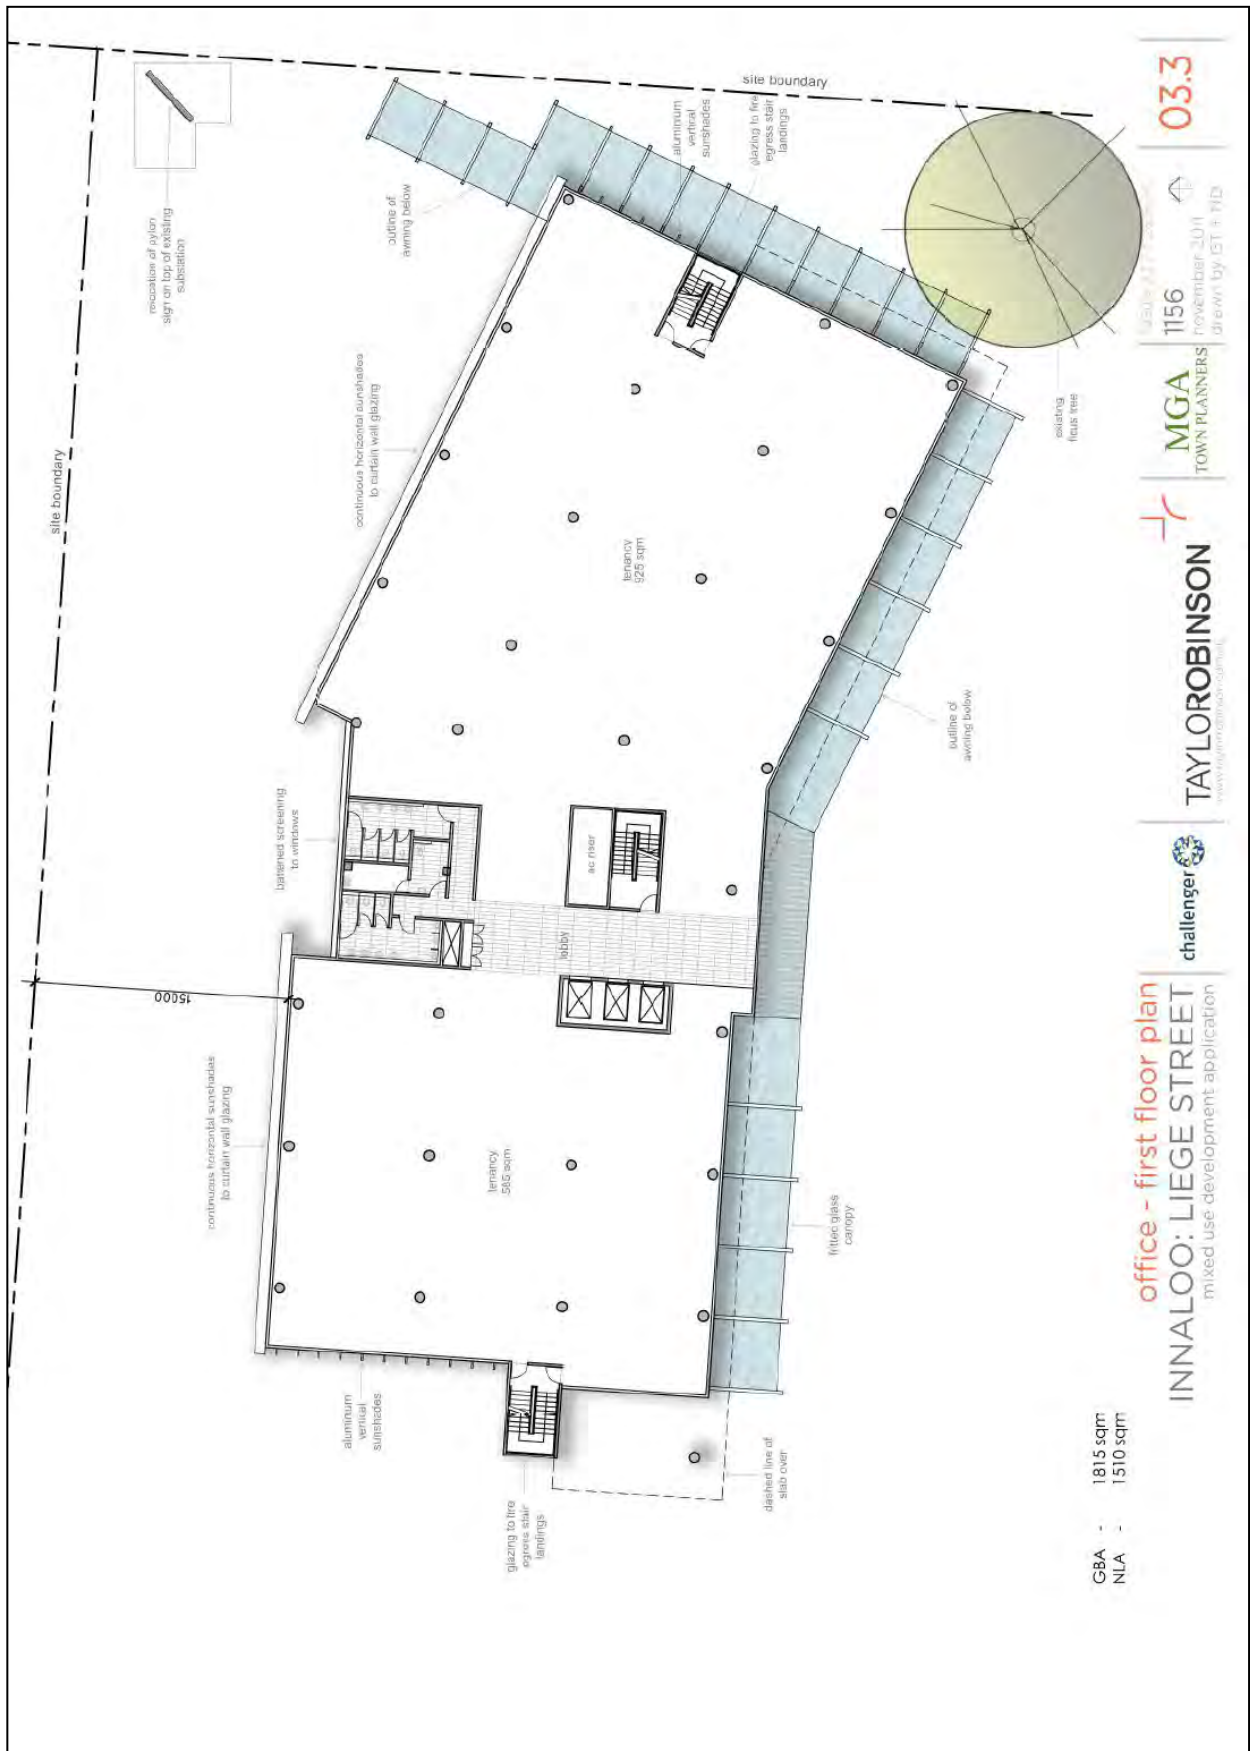 site boundary
relocation of pylon
sign on top of existing
substation
outline of
awning below
aluminium
vertical
sunshades
glazing to fire
egress stair
landings
site boundary
continuous horizontal sunshades
to curtain wall glazing
existing
ficus tree
tenancy
925 sqm
outline of
awning below
battened screening
to windows
ac riser
lobby
15000
continuous horizontal sunshades
to curtain wall glazing
tenancy
585 sqm
fritted glass
canopy
aluminum
vertical
sunshades
glazing to fire
egress stair
landings
dashed line of
slab over
GBA - 1815 sqm
NLA - 1510 sqm
office - first floor plan
INNALOO: LIEGE STREET
mixed use development application
challenger
TAYLOROBINSON
MGA
TOWN PLANNERS
1156
november 2011
drawn by
03.3